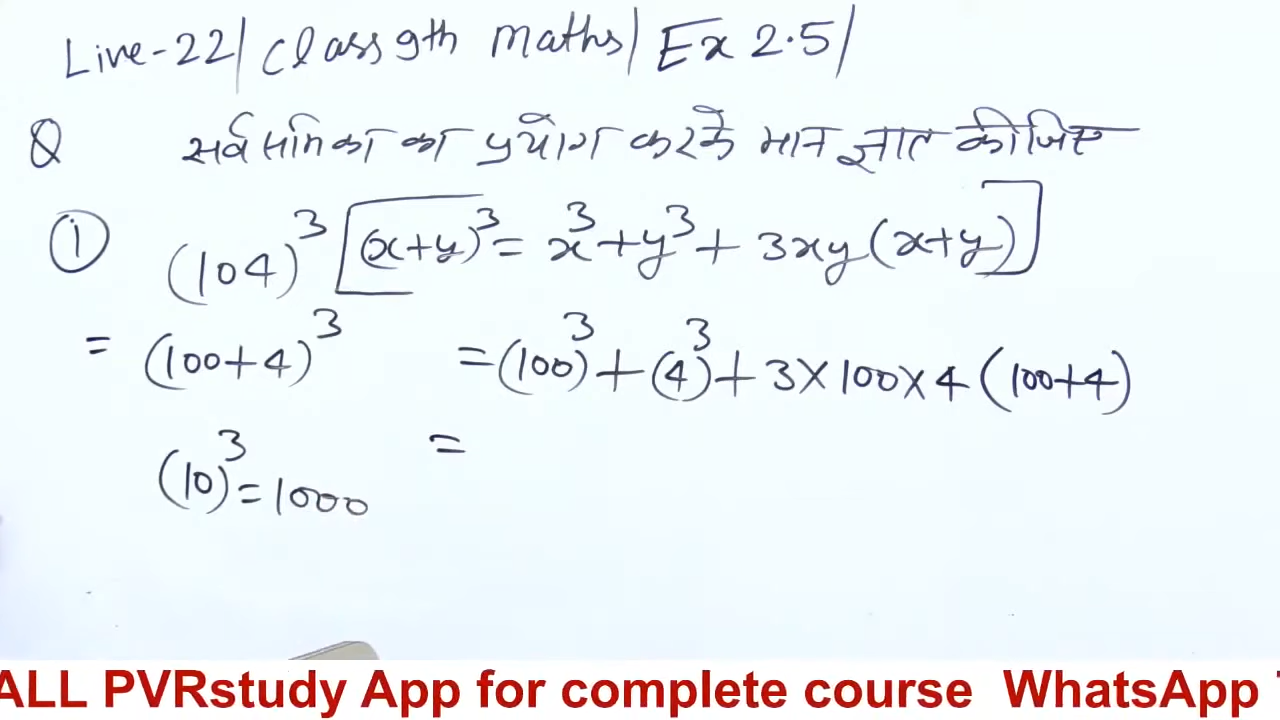 Live-22/ Class 9th maths/ Ex 2.5/
Q सर्वसमिका का प्रयोग करके मान ज्ञात कीजिए
① (104)³ [(x+y)³ = x³+y³+3xy(x+y)]
= (100+4)³ = (100)³+(4)³+3×100×4(100+4)
(10)³=1000 =
ALL PVRstudy App for complete course WhatsApp